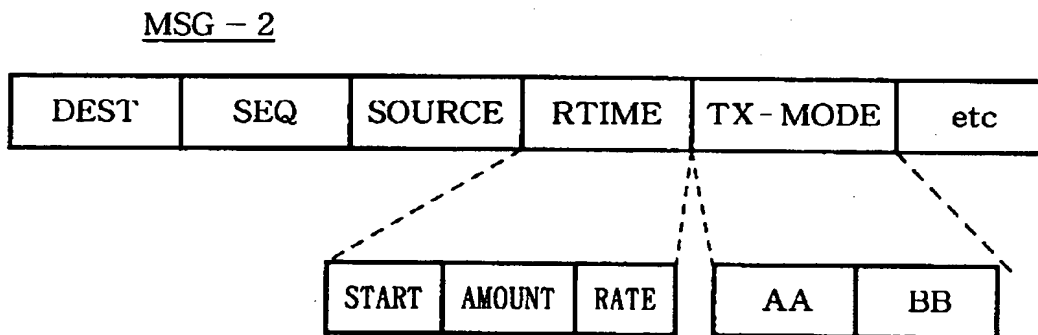 MSG - 2
DEST SEQ SOURCE RTIME TX - MODE etc
START AMOUNT RATE AA BB